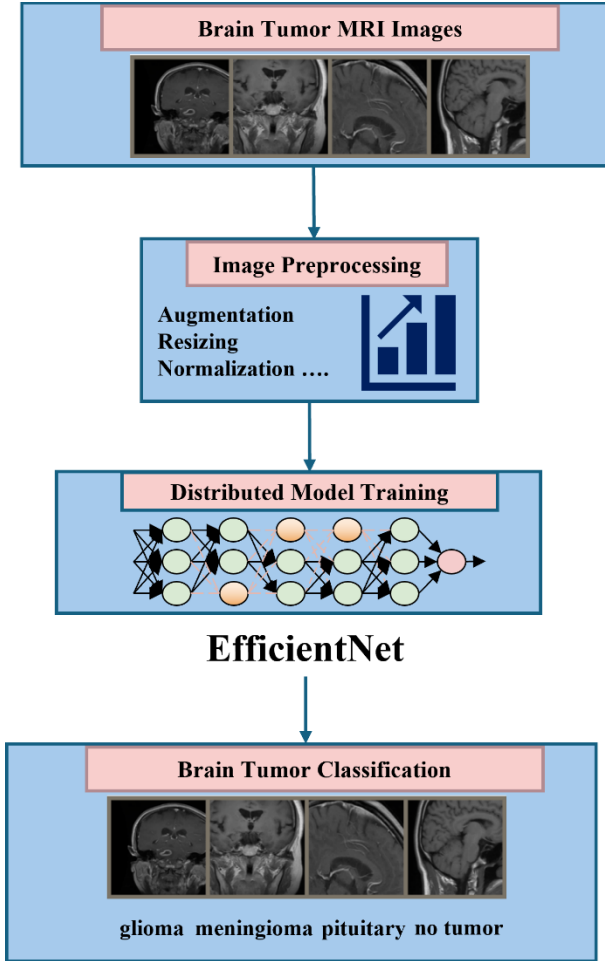 Brain Tumor MRI Images
Image Preprocessing
Augmentation
Resizing
Normalization ....
Distributed Model Training
EfficientNet
Brain Tumor Classification
glioma meningioma pituitary no tumor